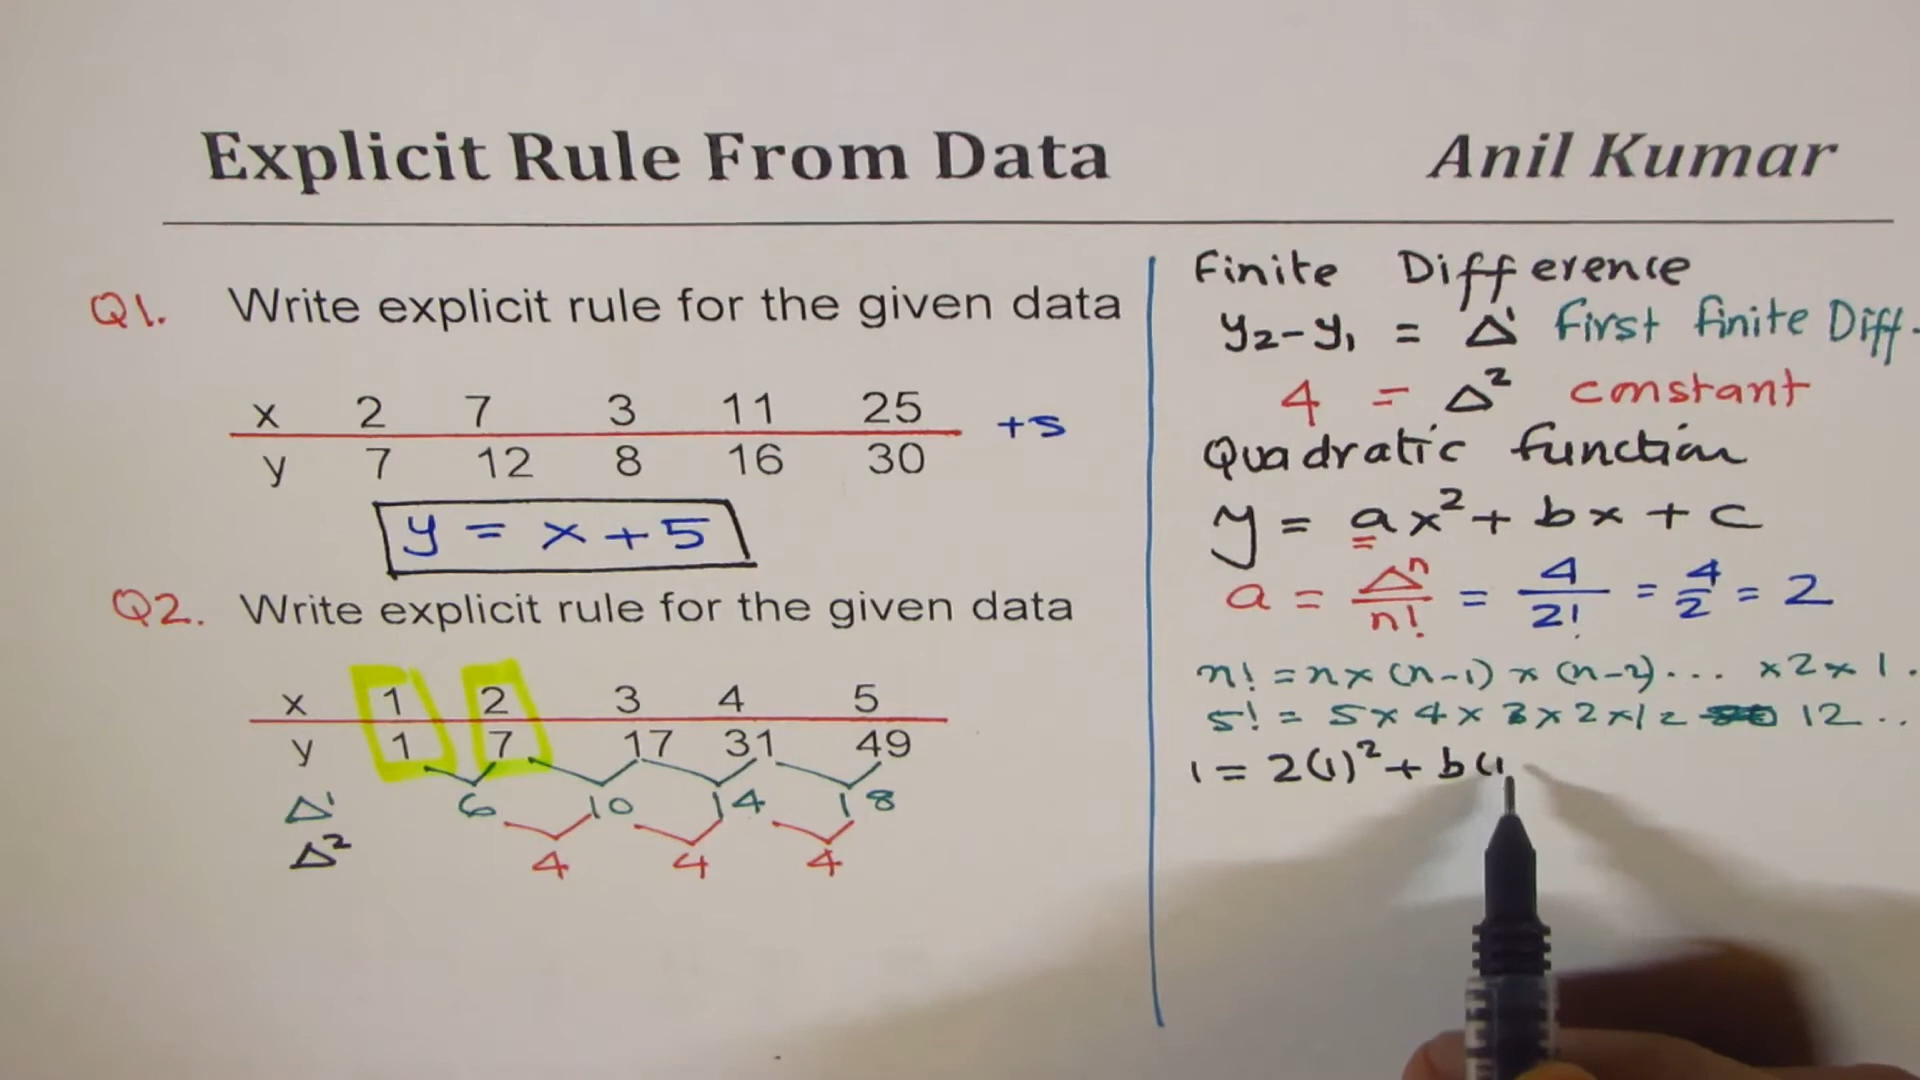 Explicit Rule From Data Anil Kumar
Q1. Write explicit rule for the given data
x 2 7 3 11 25
y 7 12 8 16 30
+5
y = x + 5
Q2. Write explicit rule for the given data
x 1 2 3 4 5
y 1 7 17 31 49
Δ¹ 6 10 14 18
Δ² 4 4 4
Finite Difference
y₂-y₁ = Δ¹ First finite Diff.
4 = Δ² constant
Quadratic function
y = ax² + bx + c
a = Δⁿ/n! = 4/2! = 4/2 = 2
n! = n x (n-1) x (n-2)... x 2 x 1.
5! = 5 x 4 x 3 x 2 x 1 = 12..
1 = 2(1)² + b(1